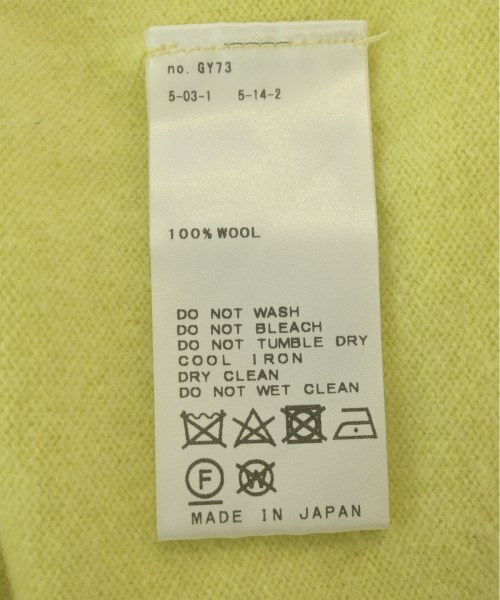 no. GY73
5-03-1 5-14-2
100% WOOL
DO NOT WASH
DO NOT BLEACH
DO NOT TUMBLE DRY
COOL IRON
DRY CLEAN
DO NOT WET CLEAN
F W
MADE IN JAPAN